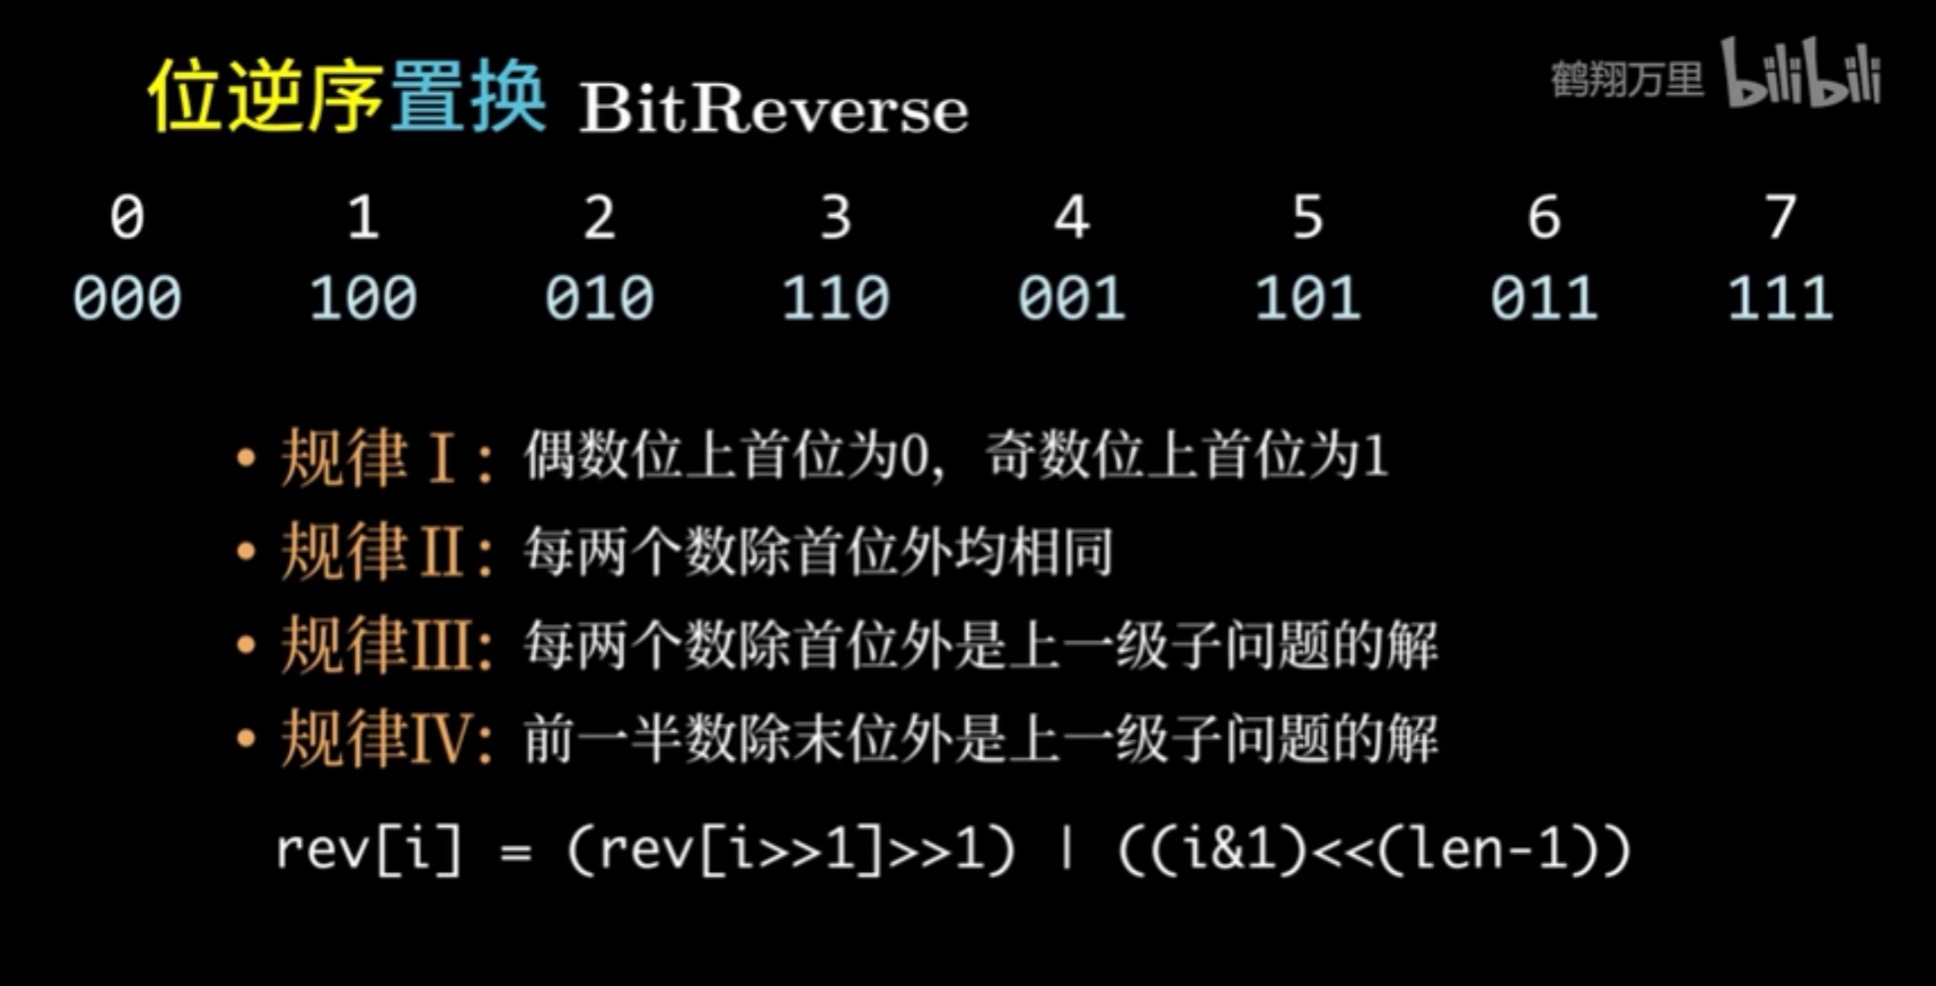 位逆序置换 BitReverse
鹤翔万里 bilibili
0 1 2 3 4 5 6 7
000 100 010 110 001 101 011 111
• 规律Ⅰ：偶数位上首位为0，奇数位上首位为1
• 规律Ⅱ：每两个数除首位外均相同
• 规律Ⅲ：每两个数除首位外是上一级子问题的解
• 规律Ⅳ：前一半数除末位外是上一级子问题的解
rev[i] = (rev[i>>1]>>1) | ((i&1)<<(len-1))